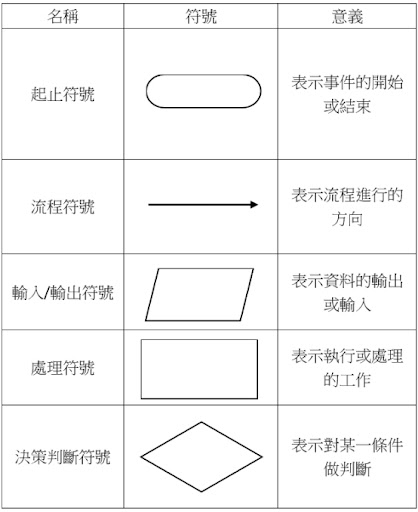 名稱 符號 意義
起止符號 表示事件的開始
或結束
流程符號 表示流程進行的
方向
輸入/輸出符號 表示資料的輸出
或輸入
處理符號 表示執行或處理
的工作
決策判斷符號 表示對某一條件
做判斷